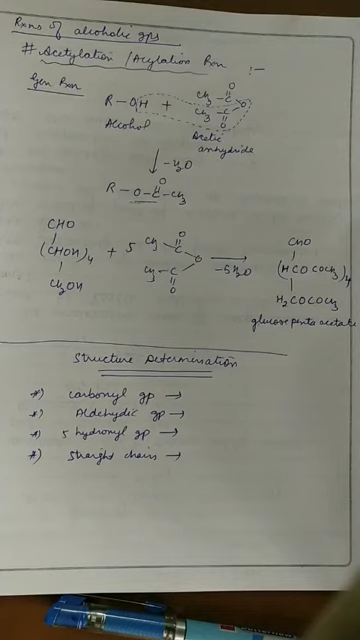 Rxns of alcoholic gps
# Acetylation / Acylation Rxn :-
Gen Rxn
R-OH + CH3-C(=O)-O-C(=O)-CH3
Alcohol Acetic anhydride
↓ -H2O
R-O-C(=O)-CH3
CHO
(CHOH)4 + 5 CH3-C(=O)-O-C(=O)-CH3 → -5H2O
CH2OH
CHO
(HCOCOCH3)4
H2COCOCH3
glucose penta acetate
Structure Determination
*) carbonyl gp →
*) Aldehydic gp →
*) 5 hydroxyl gp →
*) Straight chain →